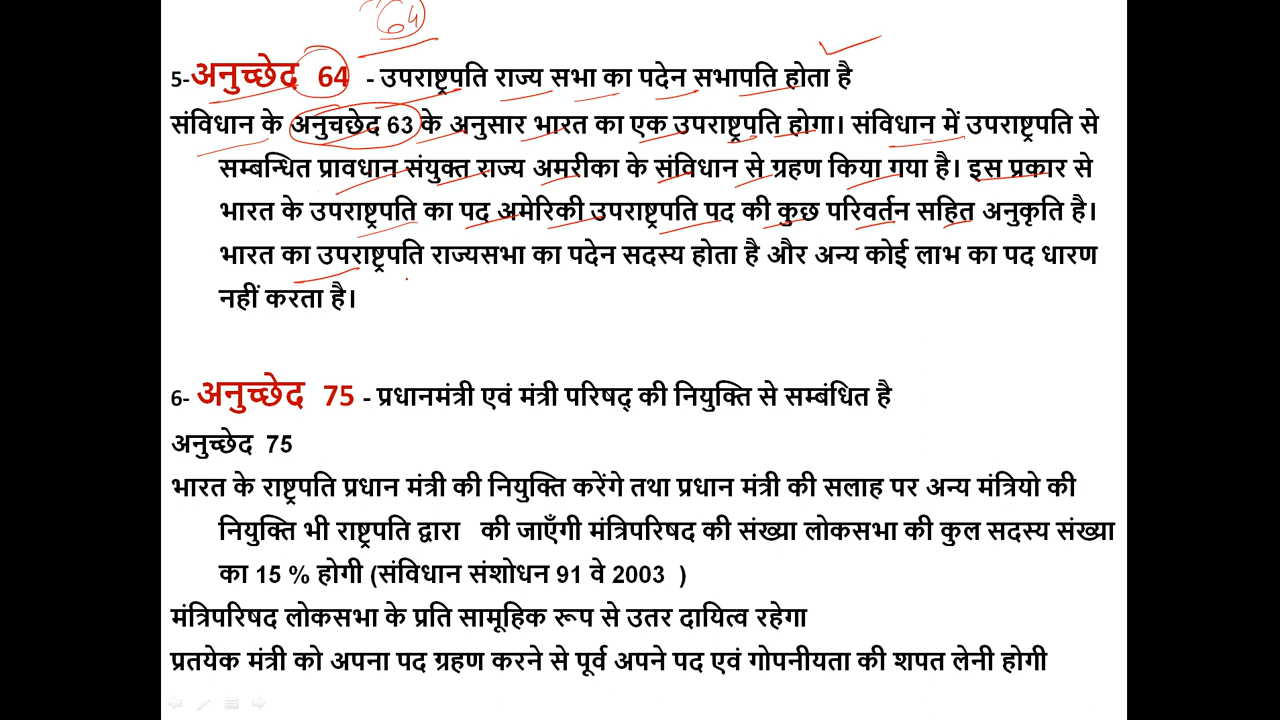 64
5-अनुच्छेद 64 - उपराष्ट्रपति राज्य सभा का पदेन सभापति होता है
संविधान के अनुचछेद 63 के अनुसार भारत का एक उपराष्ट्रपति होगा। संविधान में उपराष्ट्रपति से
सम्बन्धित प्रावधान संयुक्त राज्य अमरीका के संविधान से ग्रहण किया गया है। इस प्रकार से
भारत के उपराष्ट्रपति का पद अमेरिकी उपराष्ट्रपति पद की कुछ परिवर्तन सहित अनुकृति है।
भारत का उपराष्ट्रपति राज्यसभा का पदेन सदस्य होता है और अन्य कोई लाभ का पद धारण
नहीं करता है।
6- अनुच्छेद 75 - प्रधानमंत्री एवं मंत्री परिषद् की नियुक्ति से सम्बंधित है
अनुच्छेद 75
भारत के राष्ट्रपति प्रधान मंत्री की नियुक्ति करेंगे तथा प्रधान मंत्री की सलाह पर अन्य मंत्रियो की
नियुक्ति भी राष्ट्रपति द्वारा की जाएँगी मंत्रिपरिषद की संख्या लोकसभा की कुल सदस्य संख्या
का 15 % होगी (संविधान संशोधन 91 वे 2003 )
मंत्रिपरिषद लोकसभा के प्रति सामूहिक रूप से उतर दायित्व रहेगा
प्रतयेक मंत्री को अपना पद ग्रहण करने से पूर्व अपने पद एवं गोपनीयता की शपत लेनी होगी